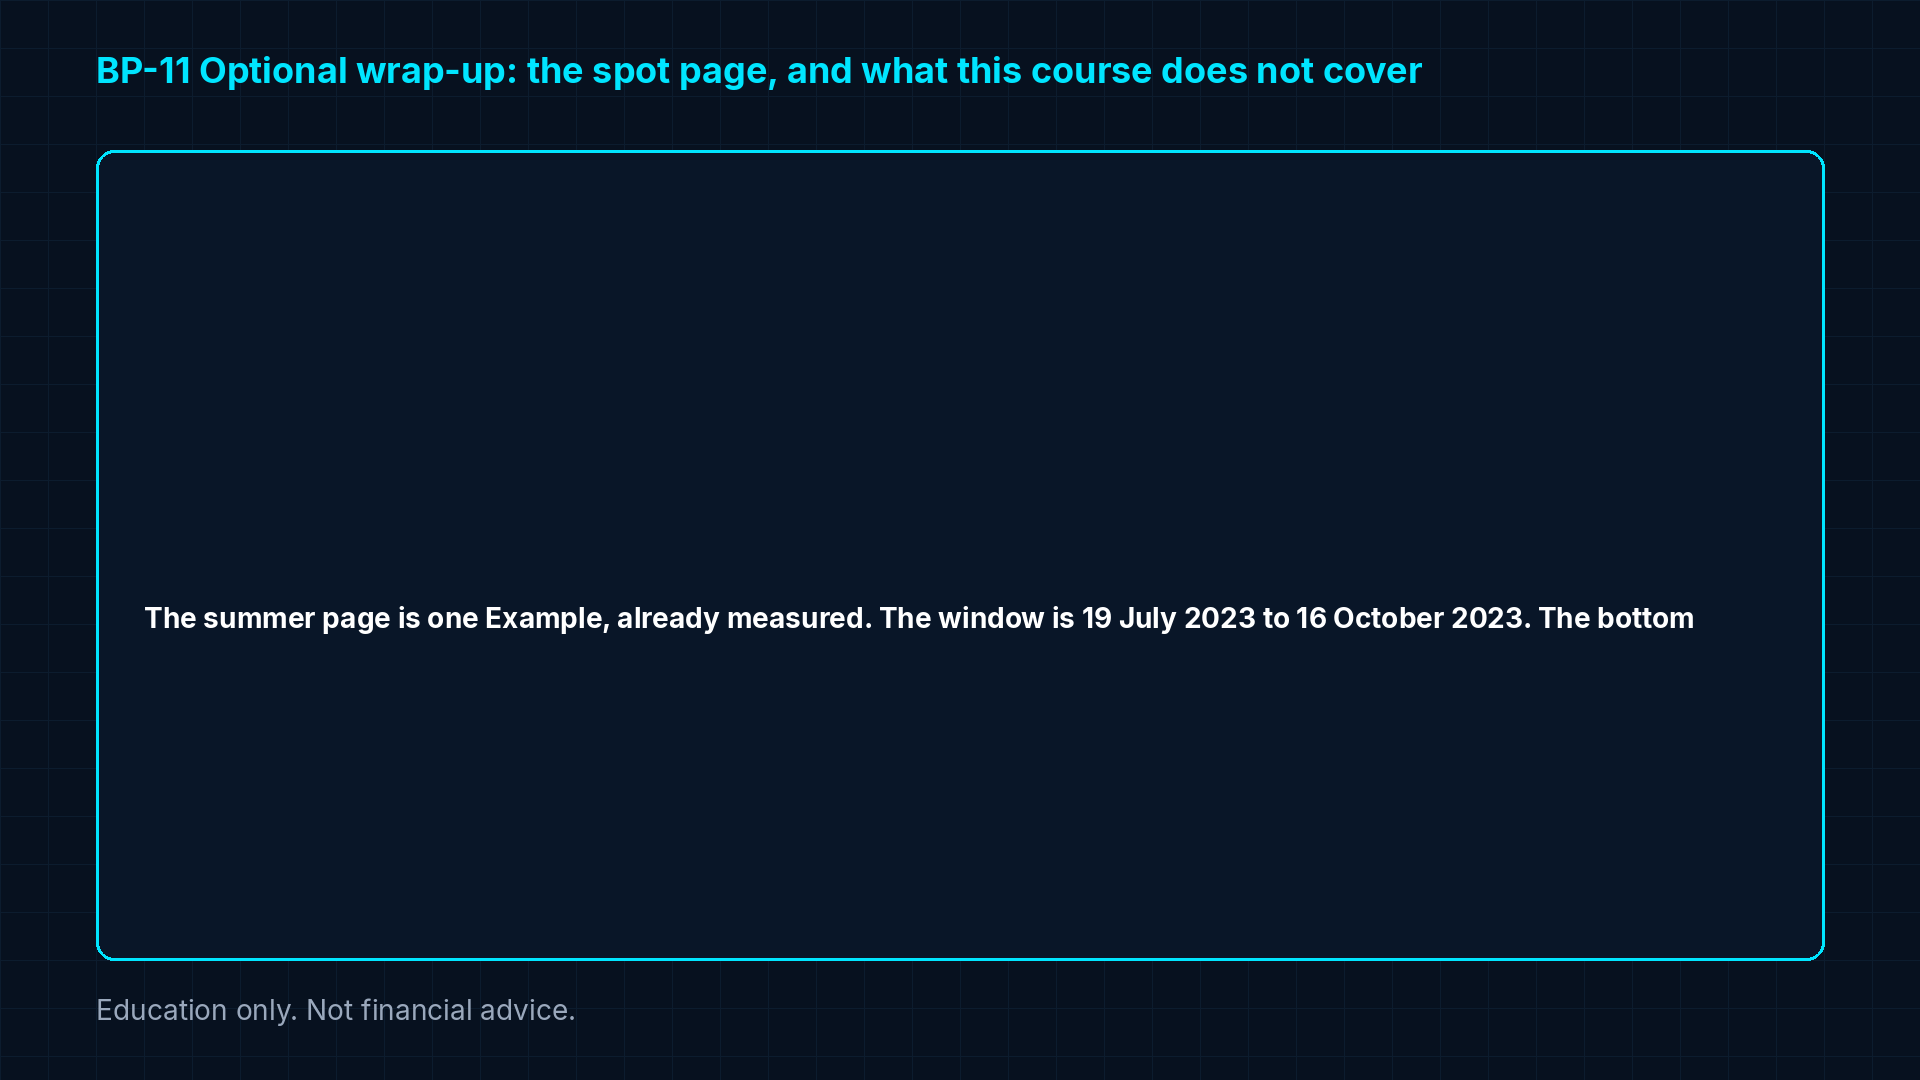 BP-11 Optional wrap-up: the spot page, and what this course does not cover
The summer page is one Example, already measured. The window is 19 July 2023 to 16 October 2023. The bottom
Education only. Not financial advice.